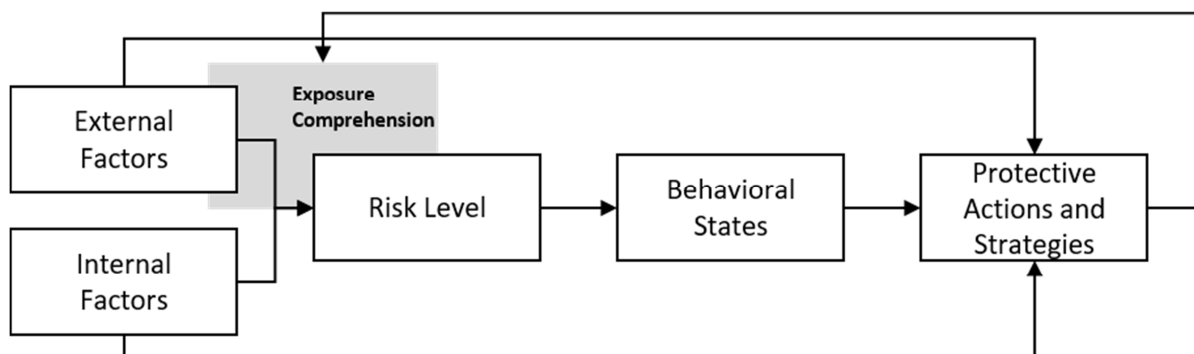 Exposure
Comprehension
External
Factors
Internal
Factors
Risk Level
Behavioral
States
Protective
Actions and
Strategies